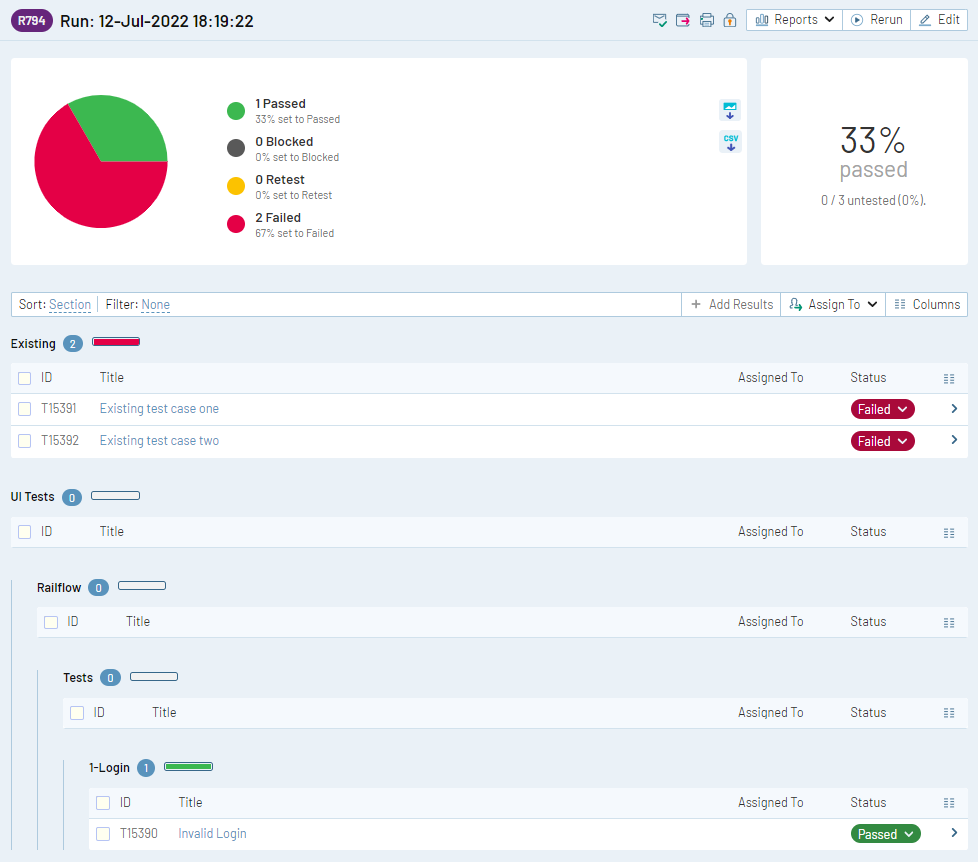 R794 Run: 12-Jul-2022 18:19:22 Reports Rerun Edit
1 Passed
33% set to Passed
0 Blocked
0% set to Blocked
0 Retest
0% set to Retest
2 Failed
67% set to Failed
CSV
33%
passed
0 / 3 untested (0%).
Sort: Section Filter: None + Add Results Assign To Columns
Existing 2
ID Title Assigned To Status
T15391 Existing test case one Failed
T15392 Existing test case two Failed
UI Tests 0
ID Title Assigned To Status
Railflow 0
ID Title Assigned To Status
Tests 0
ID Title Assigned To Status
1-Login 1
ID Title Assigned To Status
T15390 Invalid Login Passed